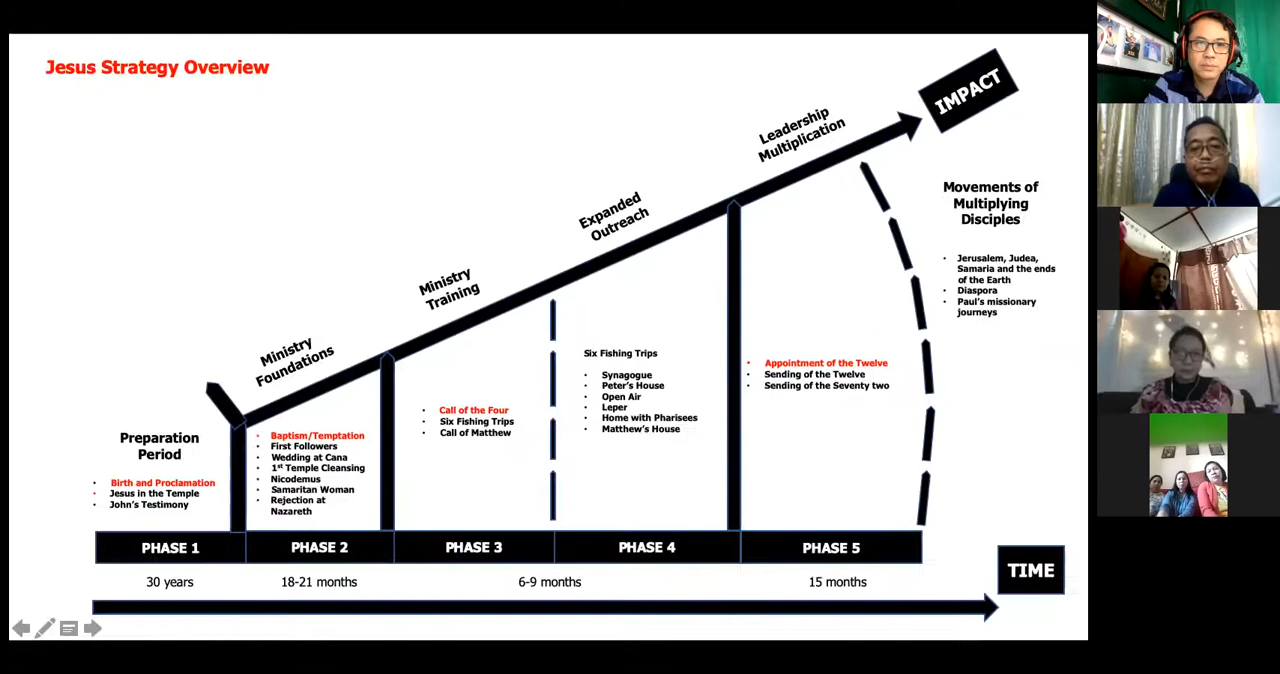 Jesus Strategy Overview
IMPACT
Leadership
Multiplication
Expanded
Outreach
Ministry
Training
Ministry
Foundations
Movements of
Multiplying
Disciples
• Jerusalem, Judea,
Samaria and the ends
of the Earth
• Diaspora
• Paul's missionary
journeys
Preparation
Period
• Birth and Proclamation
• Jesus in the Temple
• John's Testimony
• Baptism/Temptation
• First Followers
• Wedding at Cana
• 1st Temple Cleansing
• Nicodemus
• Samaritan Woman
• Rejection at
Nazareth
• Call of the Four
• Six Fishing Trips
• Call of Matthew
Six Fishing Trips
• Synagogue
• Peter's House
• Open Air
• Leper
• Home with Pharisees
• Matthew's House
• Appointment of the Twelve
• Sending of the Twelve
• Sending of the Seventy two
PHASE 1
PHASE 2
PHASE 3
PHASE 4
PHASE 5
30 years
18-21 months
6-9 months
15 months
TIME